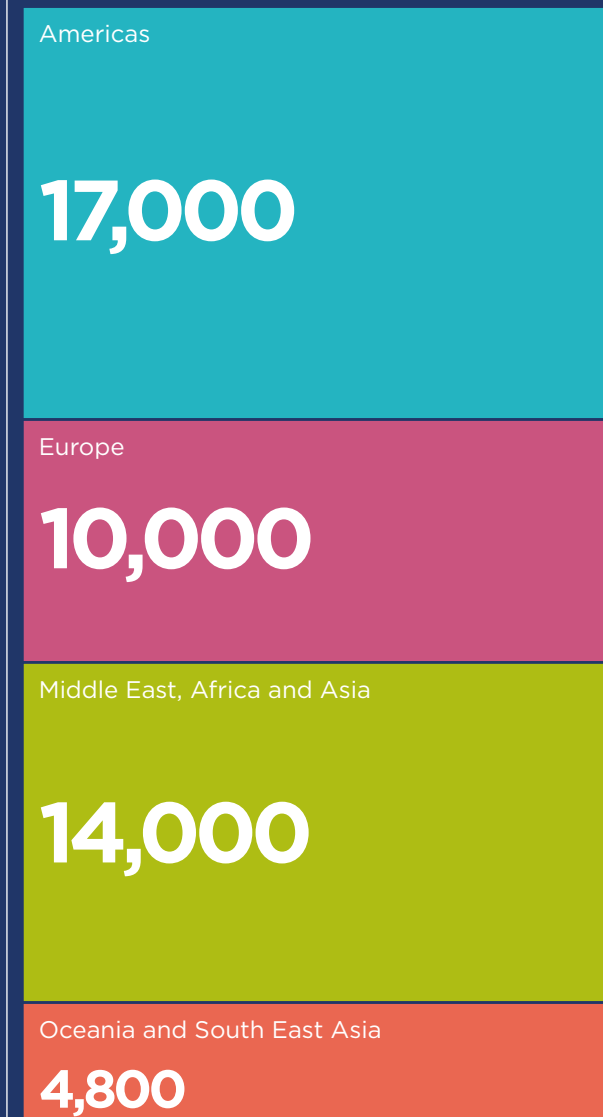 Americas
17,000
Europe
10,000
Middle East, Africa and Asia
14,000
Oceania and South East Asia
4,800